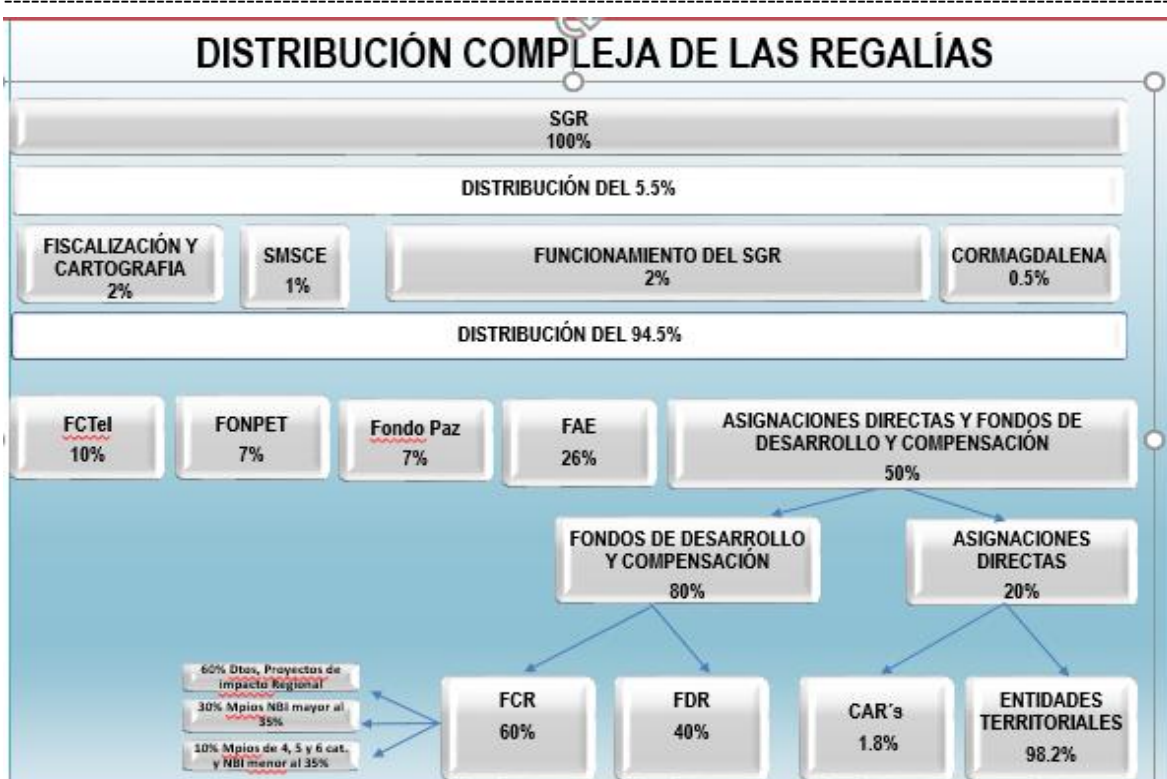 DISTRIBUCIÓN COMPLEJA DE LAS REGALÍAS
SGR
100%
DISTRIBUCIÓN DEL 5.5%
FISCALIZACIÓN Y
CARTOGRAFIA
2%
SMSCE
1%
FUNCIONAMIENTO DEL SGR
2%
CORMAGDALENA
0.5%
DISTRIBUCIÓN DEL 94.5%
FCTeI
10%
FONPET
7%
Fondo Paz
7%
FAE
26%
ASIGNACIONES DIRECTAS Y FONDOS DE
DESARROLLO Y COMPENSACIÓN
50%
FONDOS DE DESARROLLO
Y COMPENSACIÓN
80%
ASIGNACIONES
DIRECTAS
20%
60% Dtos, Proyectos de
impacto Regional
30% Mpios NBI mayor al
35%
10% Mpios de 4, 5 y 6 cat.
y NBI menor al 35%
FCR
60%
FDR
40%
CAR´s
1.8%
ENTIDADES
TERRITORIALES
98.2%